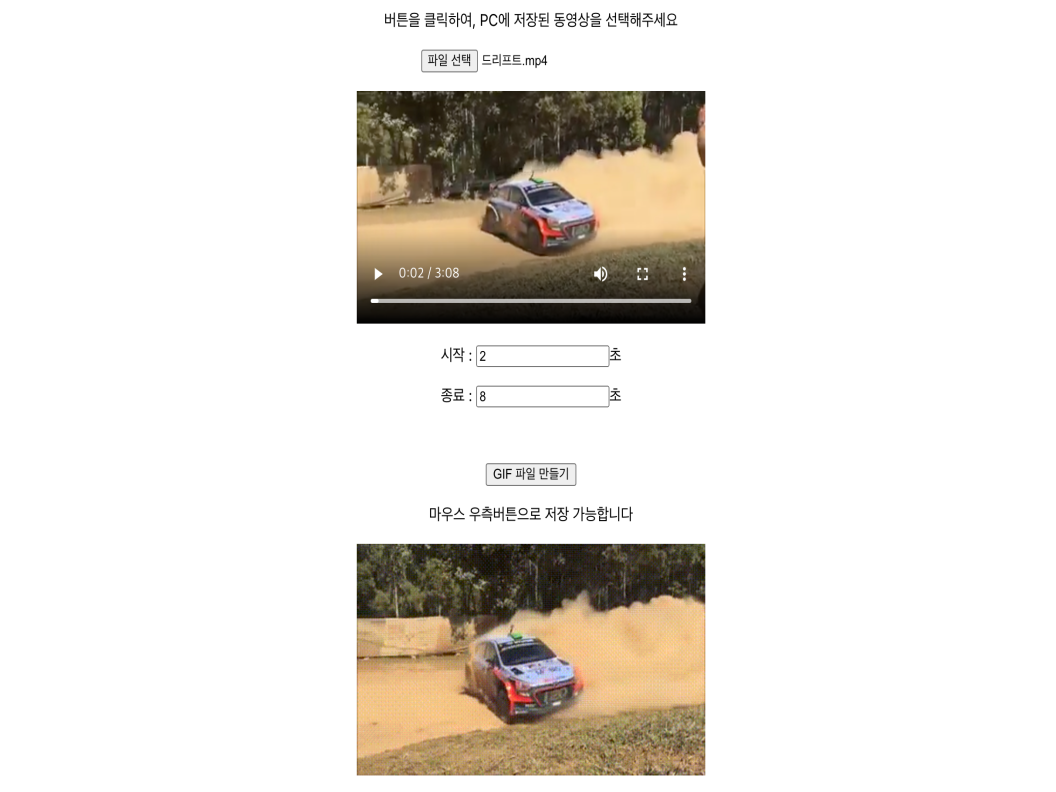 버튼을 클릭하여, PC에 저장된 동영상을 선택해주세요
파일 선택 드리프트.mp4
0:02 / 3:08
시작 : 2 초
종료 : 8 초
GIF 파일 만들기
마우스 우측버튼으로 저장 가능합니다